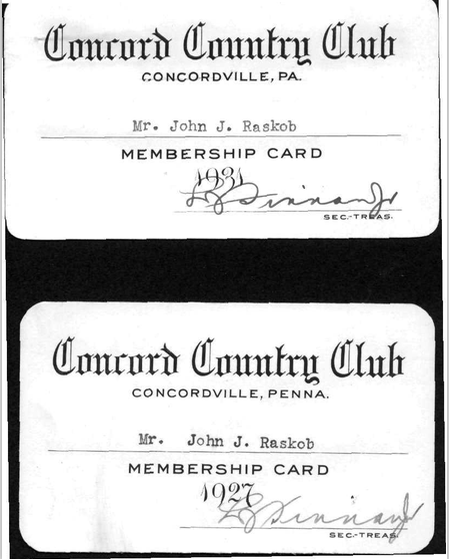 Concord Country Club
CONCORDVILLE, PA.
Mr. John J. Raskob
MEMBERSHIP CARD
1931
SEC.-TREAS.
Concord Country Club
CONCORDVILLE, PENNA.
Mr. John J. Raskob
MEMBERSHIP CARD
1927
SEC.-TREAS.